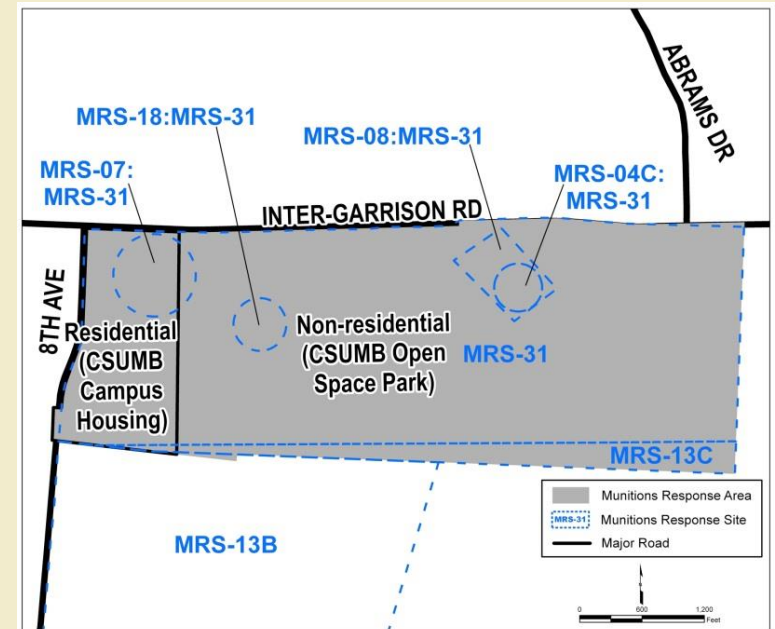 ABRAMS DR
MRS-18:MRS-31
MRS-08:MRS-31
MRS-07:
MRS-31
MRS-04C:
MRS-31
INTER-GARRISON RD
8TH AVE
Residential
(CSUMB
Campus
Housing)
Non-residential
(CSUMB Open
Space Park)
MRS-31
MRS-13C
MRS-13B
Munitions Response Area
MRS-31 Munitions Response Site
Major Road
0 600 1,200
Feet